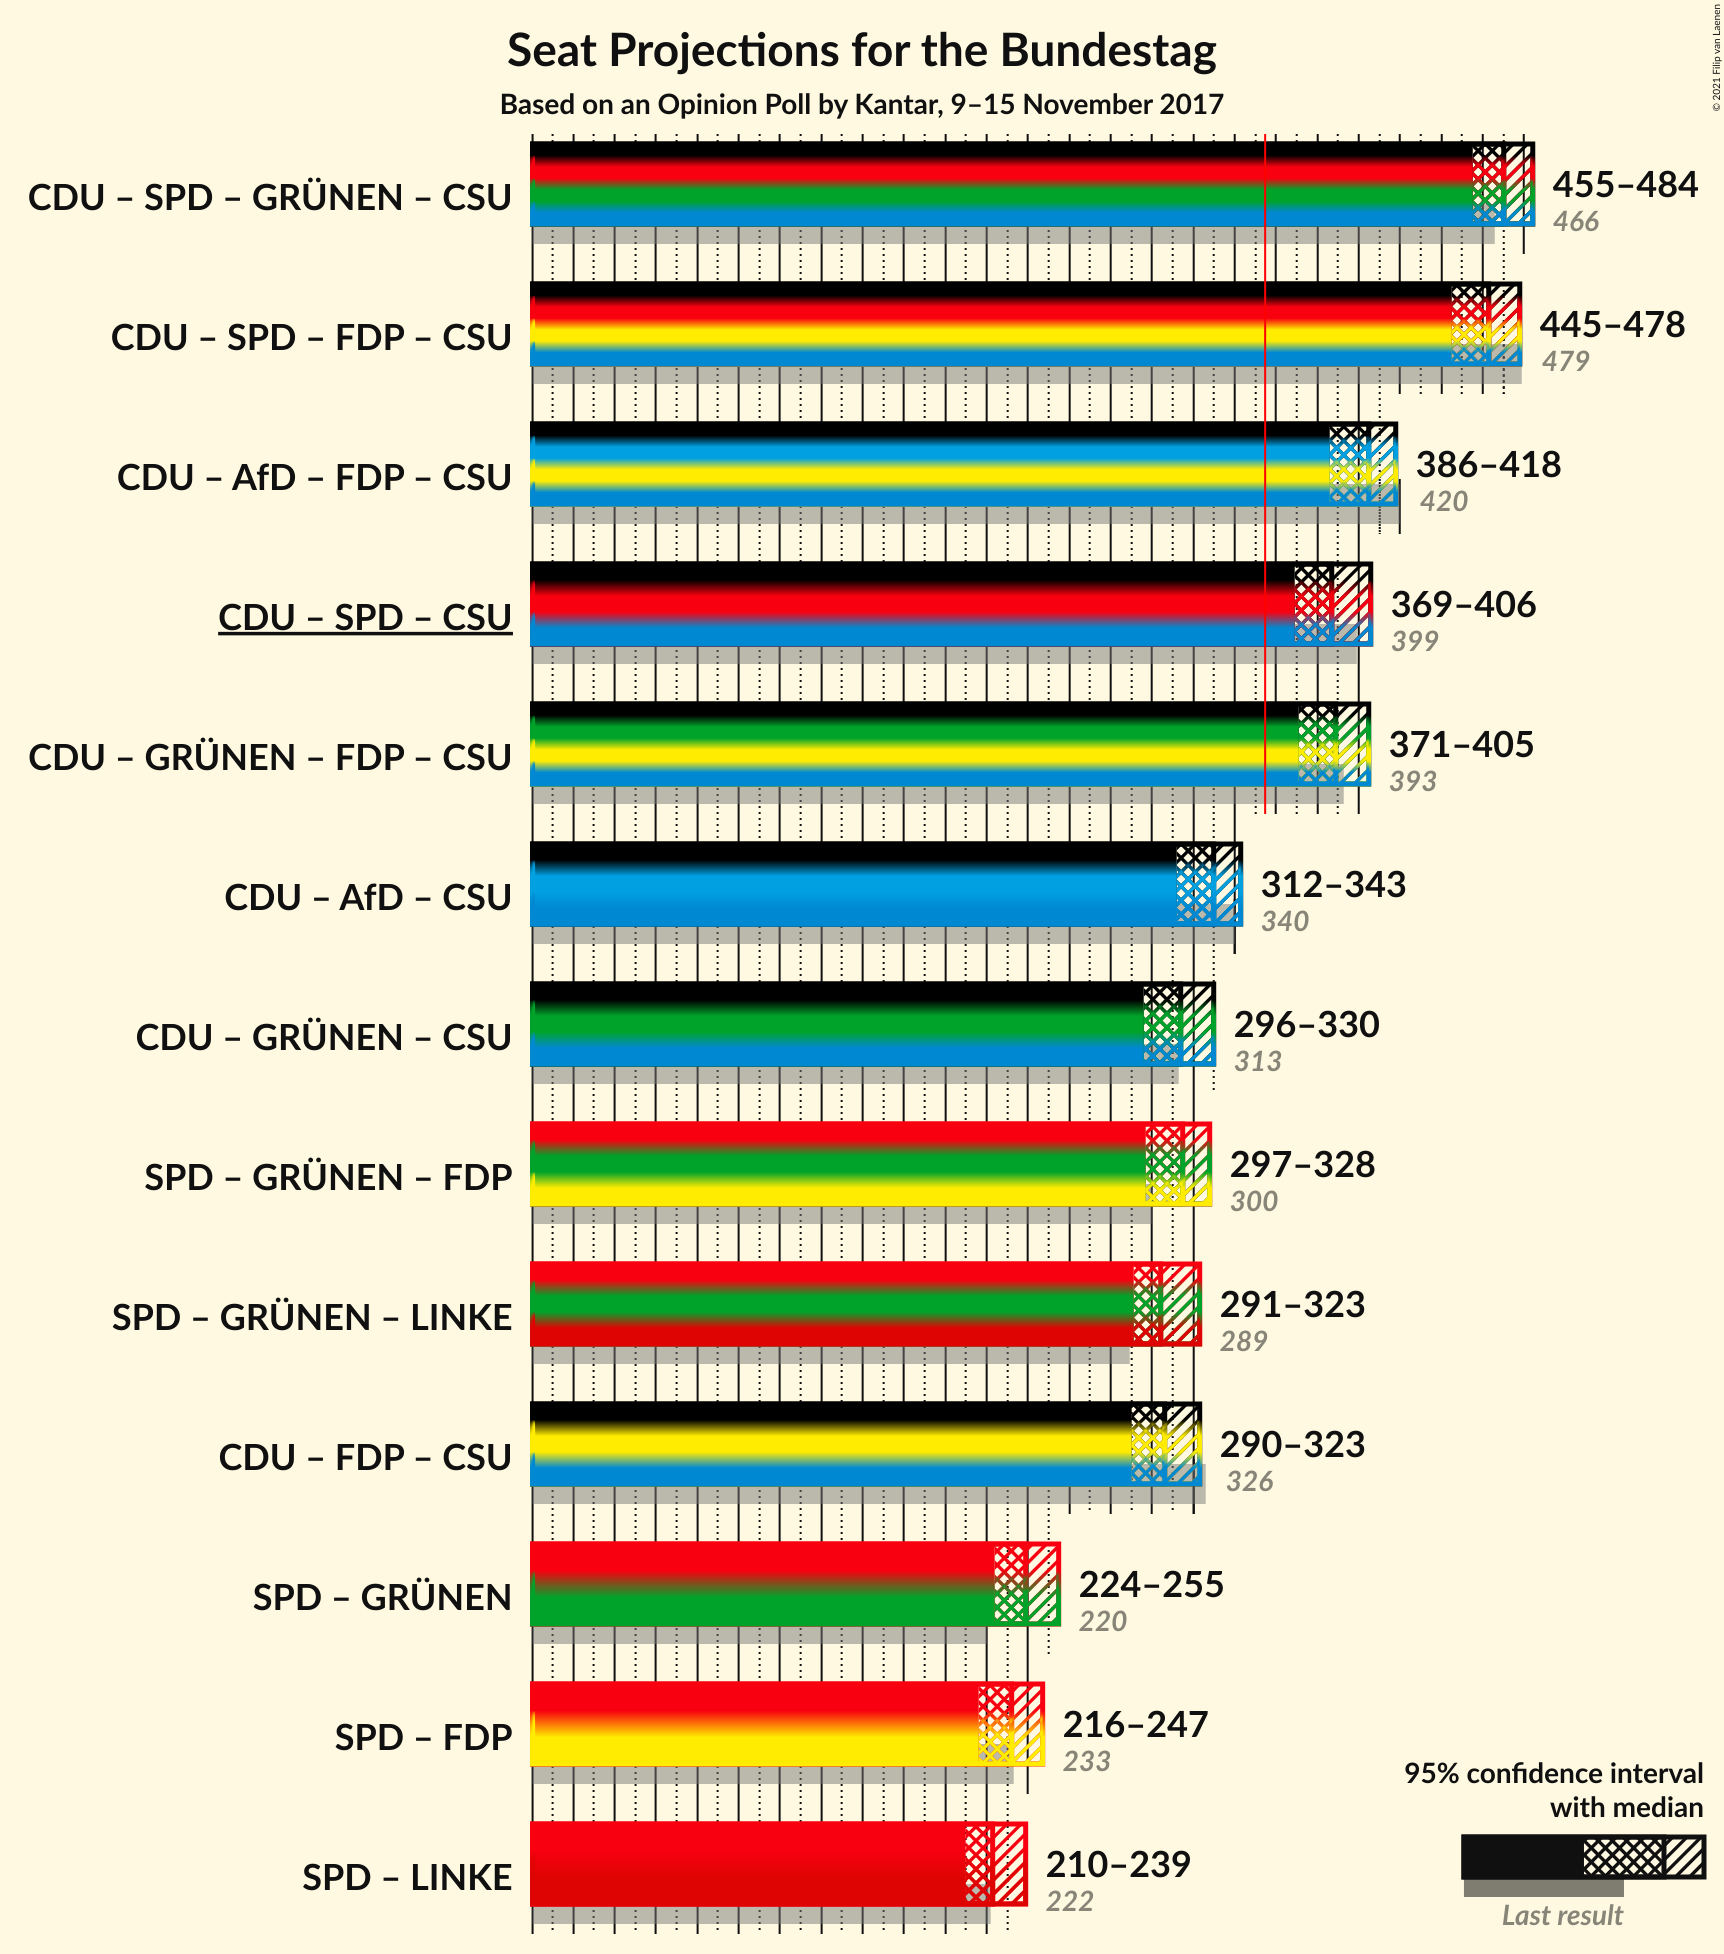 Seat Projections for the Bundestag
Based on an Opinion Poll by Kantar, 9–15 November 2017
© 2021 Filip van Laenen
CDU – SPD – GRÜNEN – CSU
455–484
466
CDU – SPD – FDP – CSU
445–478
479
CDU – AfD – FDP – CSU
386–418
420
CDU – SPD – CSU
369–406
399
CDU – GRÜNEN – FDP – CSU
371–405
393
CDU – AfD – CSU
312–343
340
CDU – GRÜNEN – CSU
296–330
313
SPD – GRÜNEN – FDP
297–328
300
SPD – GRÜNEN – LINKE
291–323
289
CDU – FDP – CSU
290–323
326
SPD – GRÜNEN
224–255
220
SPD – FDP
216–247
233
SPD – LINKE
210–239
222
95% confidence interval
with median
Last result